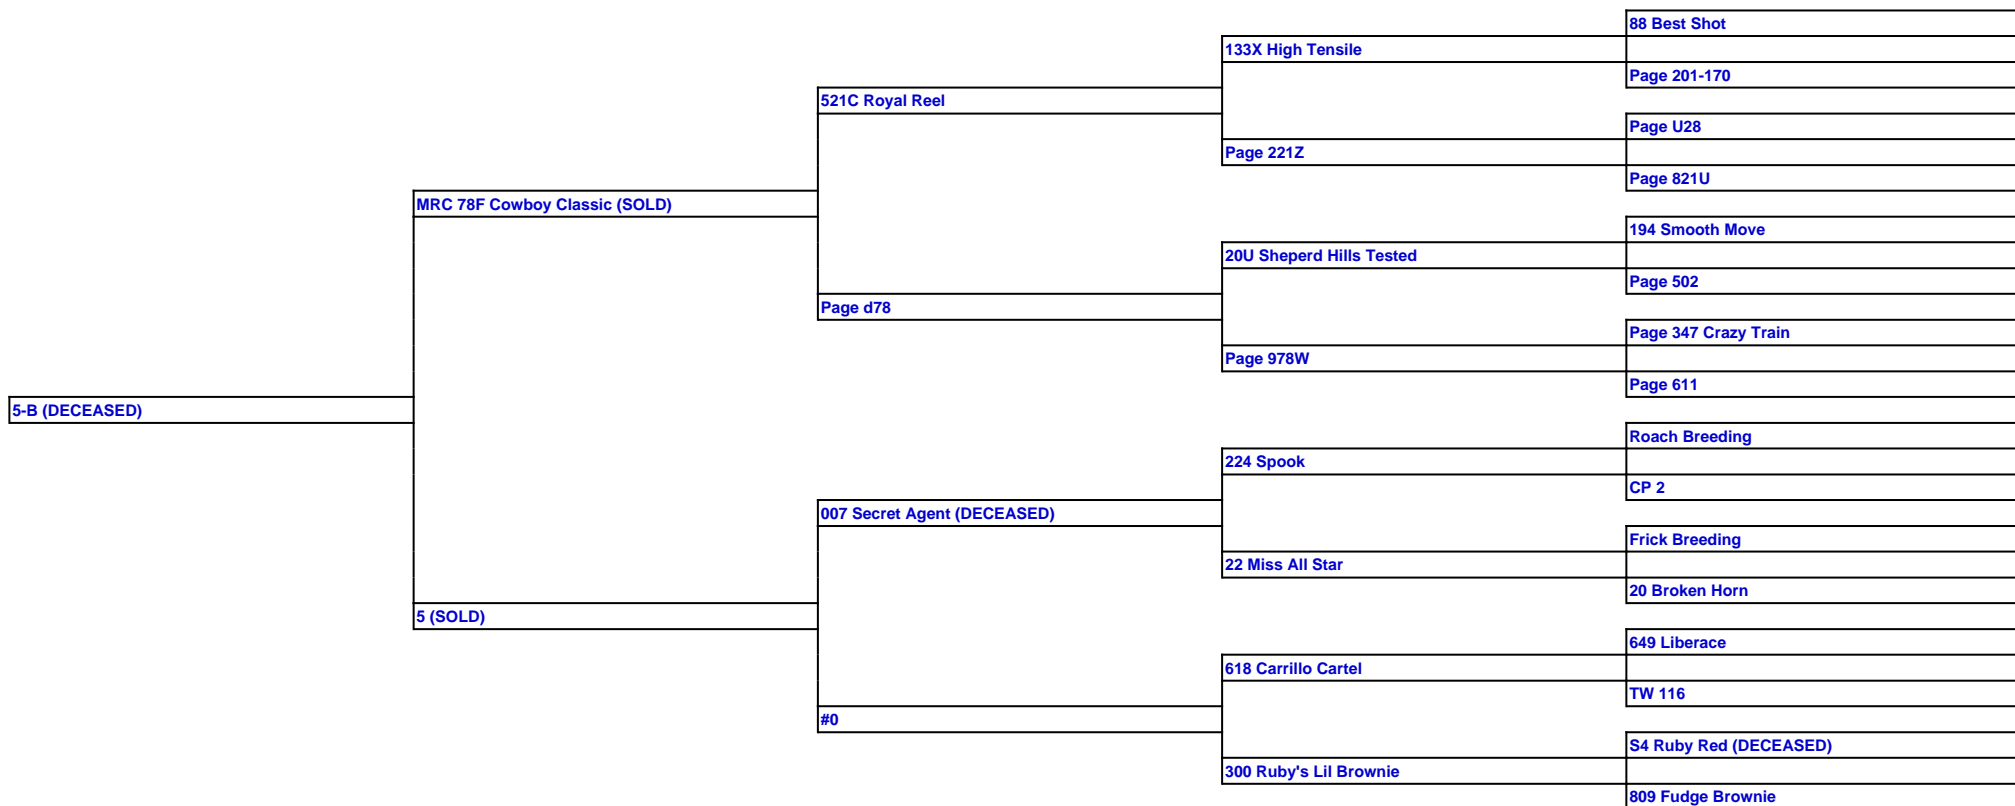 88 Best Shot
133X High Tensile
Page 201-170
521C Royal Reel
Page U28
Page 221Z
Page 821U
MRC 78F Cowboy Classic (SOLD)
194 Smooth Move
20U Sheperd Hills Tested
Page 502
Page d78
Page 347 Crazy Train
Page 978W
Page 611
5-B (DECEASED)
Roach Breeding
224 Spook
CP 2
007 Secret Agent (DECEASED)
Frick Breeding
22 Miss All Star
20 Broken Horn
5 (SOLD)
649 Liberace
618 Carrillo Cartel
TW 116
#0
S4 Ruby Red (DECEASED)
300 Ruby's Lil Brownie
809 Fudge Brownie